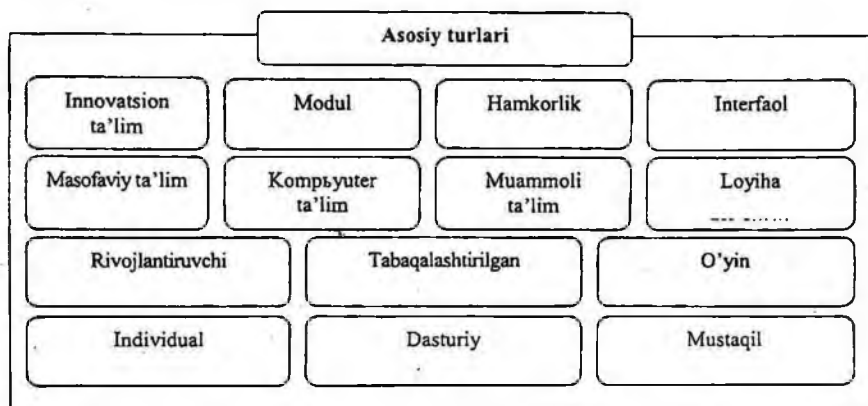 Asosiy turlari
Innovatsion
ta'lim
Modul
Hamkorlik
Interfaol
Masofaviy ta'lim
Kompьyuter
ta'lim
Muammoli
ta'lim
Loyiha
Rivojlantiruvchi
Tabaqalashtirilgan
O'yin
Individual
Dasturiy
Mustaqil